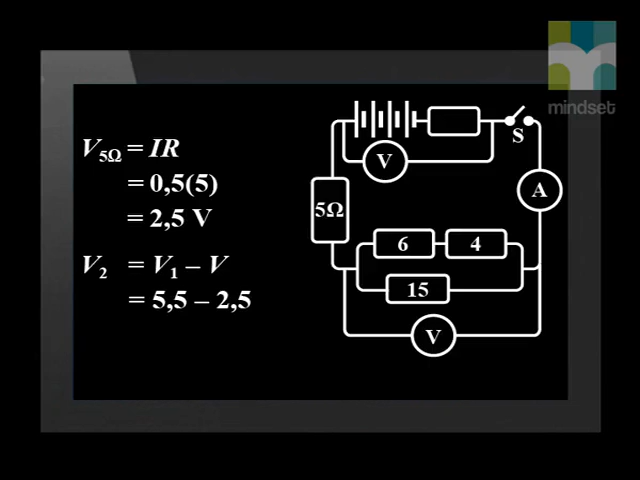 mindset
V5Ω = IR
= 0,5(5)
= 2,5 V
V2 = V1 – V
= 5,5 – 2,5
V
S
A
5Ω
6
4
15
V